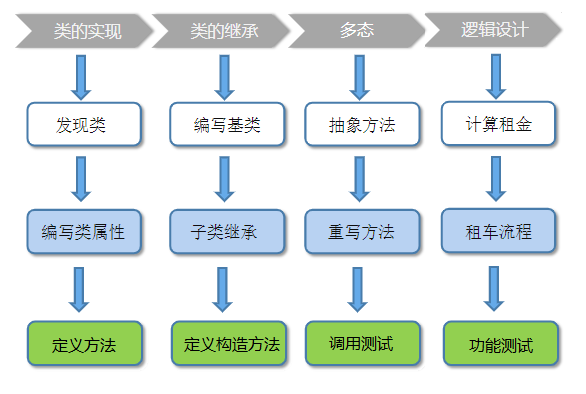 类的实现
类的继承
多态
逻辑设计
发现类
编写基类
抽象方法
计算租金
编写类属性
子类继承
重写方法
租车流程
定义方法
定义构造方法
调用测试
功能测试